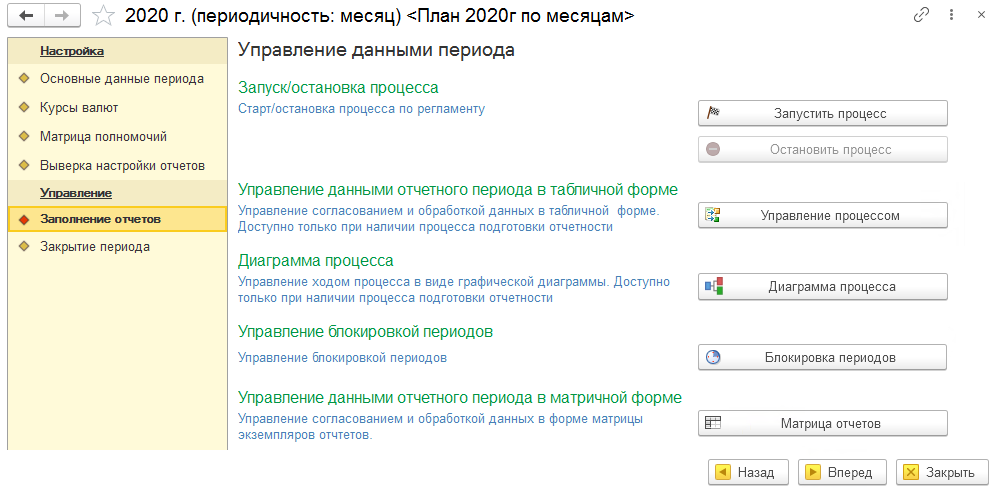 2020 г. (периодичность: месяц) <План 2020г по месяцам>
Настройка
Основные данные периода
Курсы валют
Матрица полномочий
Выверка настройки отчетов
Управление
Заполнение отчетов
Закрытие периода
Управление данными периода
Запуск/остановка процесса
Старт/остановка процесса по регламенту
Запустить процесс
Остановить процесс
Управление данными отчетного периода в табличной форме
Управление согласованием и обработкой данных в табличной форме.
Доступно только при наличии процесса подготовки отчетности
Управление процессом
Диаграмма процесса
Управление ходом процесса в виде графической диаграммы. Доступно
только при наличии процесса подготовки отчетности
Диаграмма процесса
Управление блокировкой периодов
Управление блокировкой периодов
Блокировка периодов
Управление данными отчетного периода в матричной форме
Управление согласованием и обработкой данных в форме матрицы
экземпляров отчтетов.
Матрица отчетов
Назад
Вперед
Закрыть